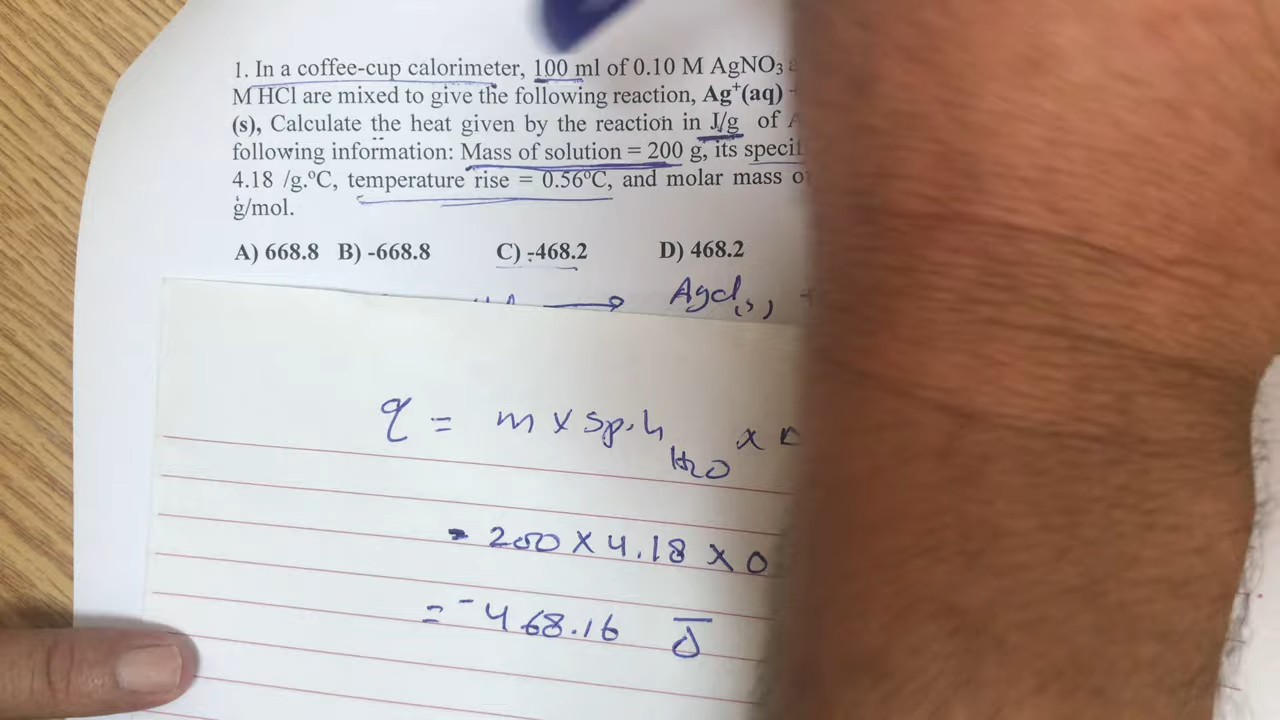 1. In a coffee-cup calorimeter, 100 ml of 0.10 M AgNO3
M HCl are mixed to give the following reaction, Ag+(aq)
(s), Calculate the heat given by the reaction in J/g of
following information: Mass of solution = 200 g, its
4.18 /g.ºC, temperature rise = 0.56ºC, and molar mass
g/mol.
A) 668.8 B) -668.8 C) -468.2 D) 468.2
→ AgCl(s) +
q = m x sp.h H2O x
= 200 x 4.18 x 0
= -468.16 J